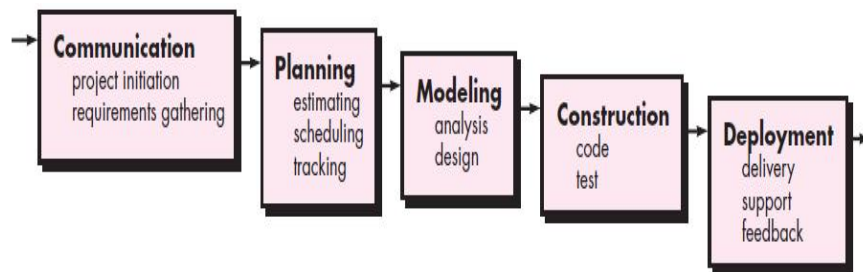 Communication
project initiation
requirements gathering
Planning
estimating
scheduling
tracking
Modeling
analysis
design
Construction
code
test
Deployment
delivery
support
feedback